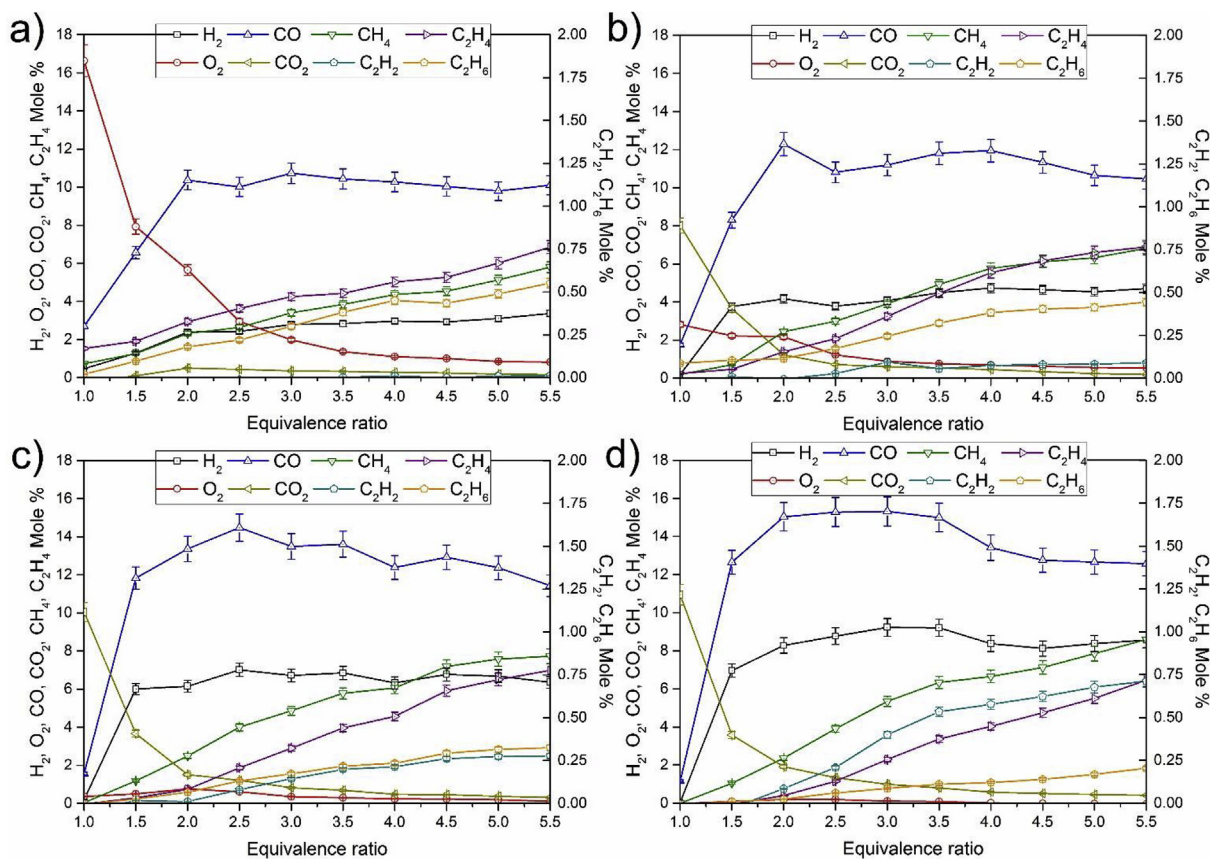 a)
H₂ CO CH₄ C₂H₄
O₂ CO₂ C₂H₂ C₂H₆
18 16 14 12 10 8 6 4 2 0
H₂, O₂, CO, CO₂, CH₄, C₂H₄ Mole %
2.00 1.75 1.50 1.25 1.00 0.75 0.50 0.25 0.00
C₂H₂, C₂H₆ Mole %
1.0 1.5 2.0 2.5 3.0 3.5 4.0 4.5 5.0 5.5
Equivalence ratio
b)
H₂ CO CH₄ C₂H₄
O₂ CO₂ C₂H₂ C₂H₆
18 16 14 12 10 8 6 4 2 0
H₂, O₂, CO, CO₂, CH₄, C₂H₄ Mole %
2.00 1.75 1.50 1.25 1.00 0.75 0.50 0.25 0.00
C₂H₂, C₂H₆ Mole %
1.0 1.5 2.0 2.5 3.0 3.5 4.0 4.5 5.0 5.5
Equivalence ratio
c)
H₂ CO CH₄ C₂H₄
O₂ CO₂ C₂H₂ C₂H₆
18 16 14 12 10 8 6 4 2 0
H₂, O₂, CO, CO₂, CH₄, C₂H₄ Mole %
2.00 1.75 1.50 1.25 1.00 0.75 0.50 0.25 0.00
C₂H₂, C₂H₆ Mole %
1.0 1.5 2.0 2.5 3.0 3.5 4.0 4.5 5.0 5.5
Equivalence ratio
d)
H₂ CO CH₄ C₂H₄
O₂ CO₂ C₂H₂ C₂H₆
18 16 14 12 10 8 6 4 2 0
H₂, O₂, CO, CO₂, CH₄, C₂H₄ Mole %
2.00 1.75 1.50 1.25 1.00 0.75 0.50 0.25 0.00
C₂H₂, C₂H₆ Mole %
1.0 1.5 2.0 2.5 3.0 3.5 4.0 4.5 5.0 5.5
Equivalence ratio